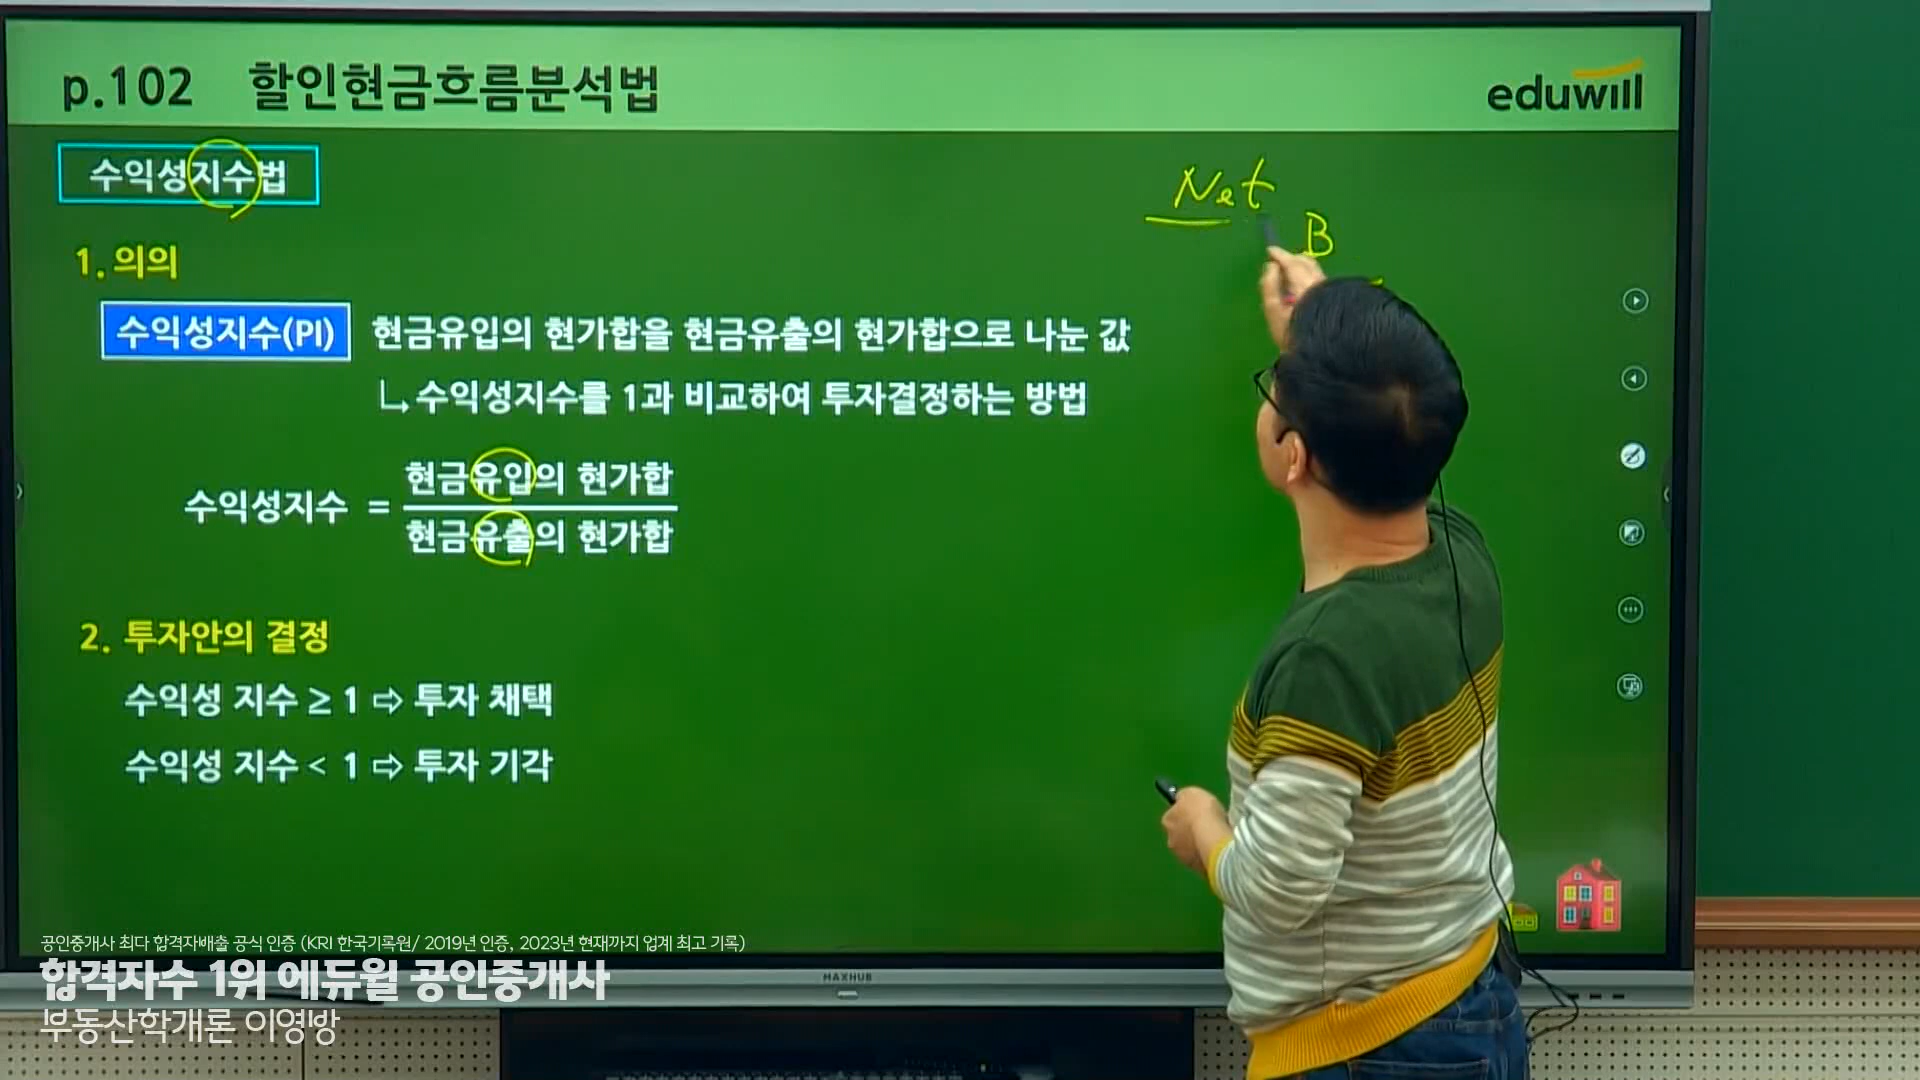 p.102 할인현금흐름분석법
eduwill
수익성지수법
Net
B
1. 의의
수익성지수(PI) 현금유입의 현가합을 현금유출의 현가합으로 나눈 값
수익성지수를 1과 비교하여 투자결정하는 방법
수익성지수 = 현금유입의 현가합
현금유출의 현가합
2. 투자안의 결정
수익성 지수 ≥ 1 ⇨ 투자 채택
수익성 지수 < 1 ⇨ 투자 기각
공인중개사 최다 합격자배출 공식 인증 (KRI 한국기록원/ 2019년 인증, 2023년 현재까지 업계 최고 기록)
합격자수 1위 에듀윌 공인중개사
부동산학개론 이영방
MAXHUB